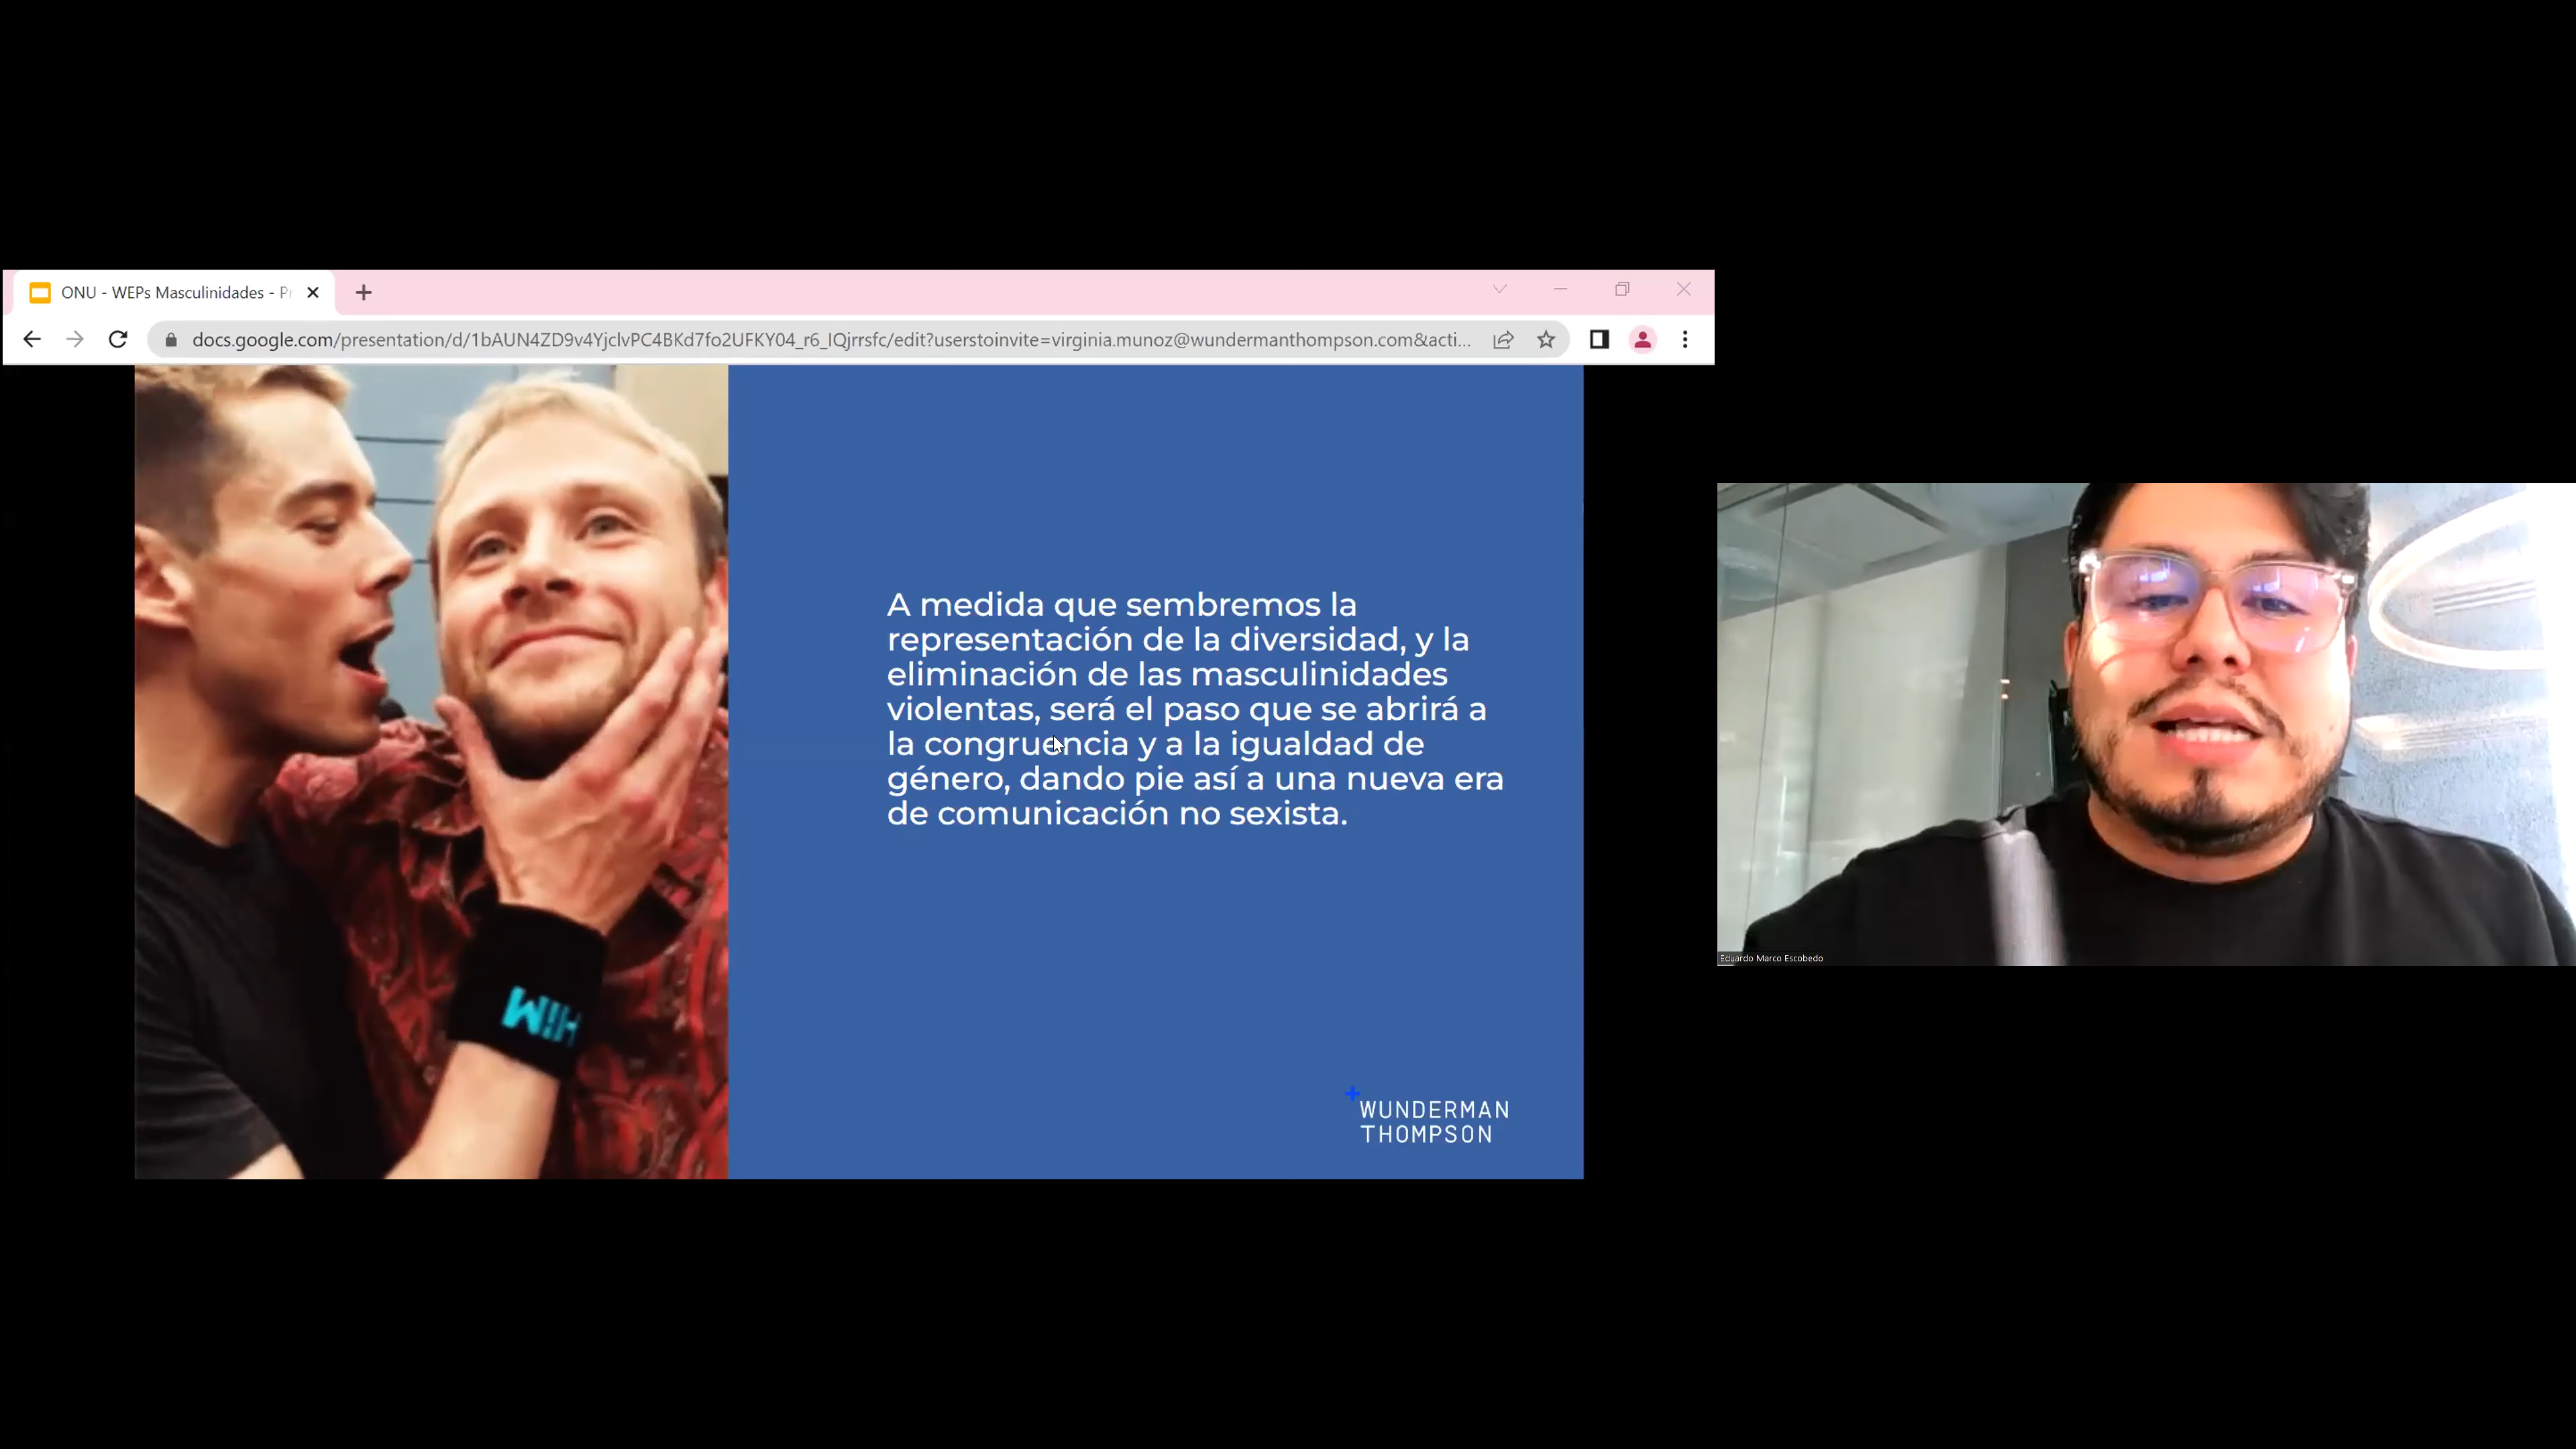 ONU - WEPs Masculinidades - Pr
docs.google.com/presentation/d/1bAUN4ZD9v4YjclvPC4BKd7fo2UFKY04_r6_IQjrrsfc/edit?userstoinvite=virginia.munoz@wundermanthompson.com&acti...
A medida que sembremos la
representación de la diversidad, y la
eliminación de las masculinidades
violentas, será el paso que se abrirá a
la congruencia y a la igualdad de
género, dando pie así a una nueva era
de comunicación no sexista.
HIM
WUNDERMAN
THOMPSON
Eduardo Marco Escobedo